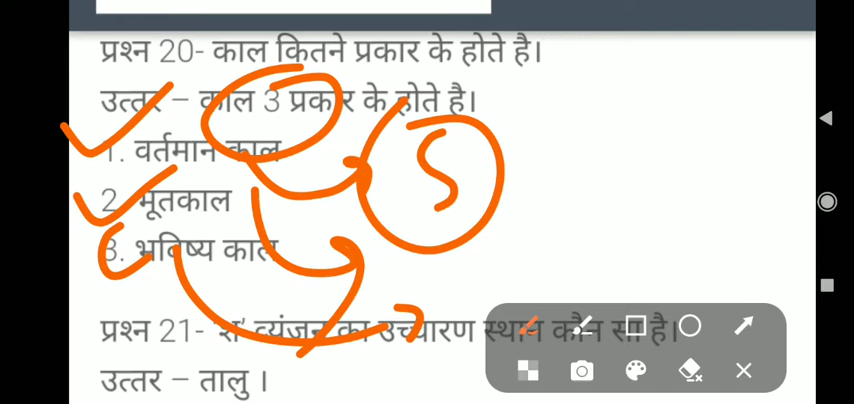 प्रश्न 20- काल कितने प्रकार के होते है।
उत्तर – काल 3 प्रकार के होते है।
1. वर्तमान काल
2. भूतकाल
3. भविष्य काल
S
प्रश्न 21- 'श' व्यंजन का उच्चारण स्थान कौन सा है।
उत्तर – तालु ।